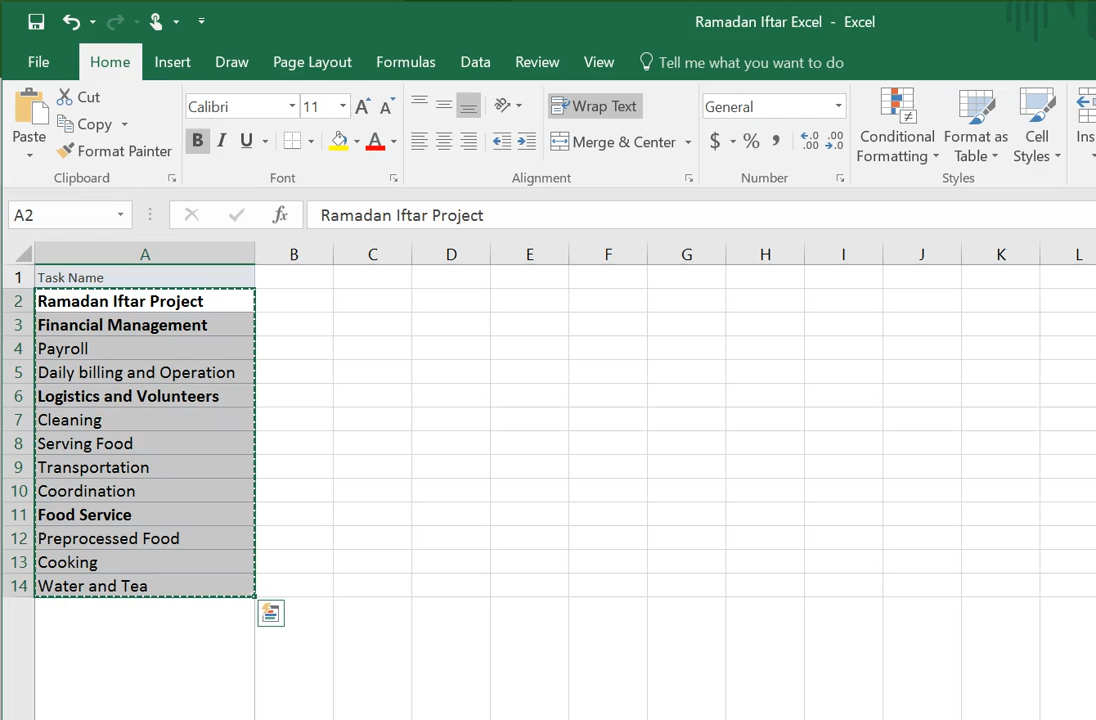 Ramadan Iftar Excel - Excel
File Home Insert Draw Page Layout Formulas Data Review View Tell me what you want to do
Paste
Cut
Copy
Format Painter
Clipboard
Calibri 11
B I U A
Font
Wrap Text
Merge & Center
Alignment
General
$ % ,
Number
Conditional Formatting
Format as Table
Cell Styles
Styles
Ins
A2 fx Ramadan Iftar Project
A B C D E F G H I J K L
1 Task Name
2 Ramadan Iftar Project
3 Financial Management
4 Payroll
5 Daily billing and Operation
6 Logistics and Volunteers
7 Cleaning
8 Serving Food
9 Transportation
10 Coordination
11 Food Service
12 Preprocessed Food
13 Cooking
14 Water and Tea